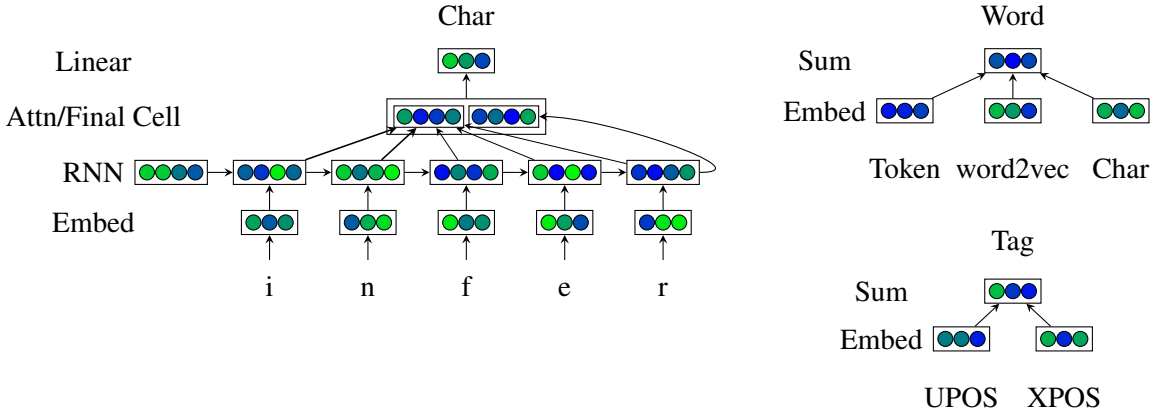 Char
Linear
Attn/Final Cell
RNN
Embed
i n f e r
Word
Sum
Embed
Token word2vec Char
Tag
Sum
Embed
UPOS XPOS